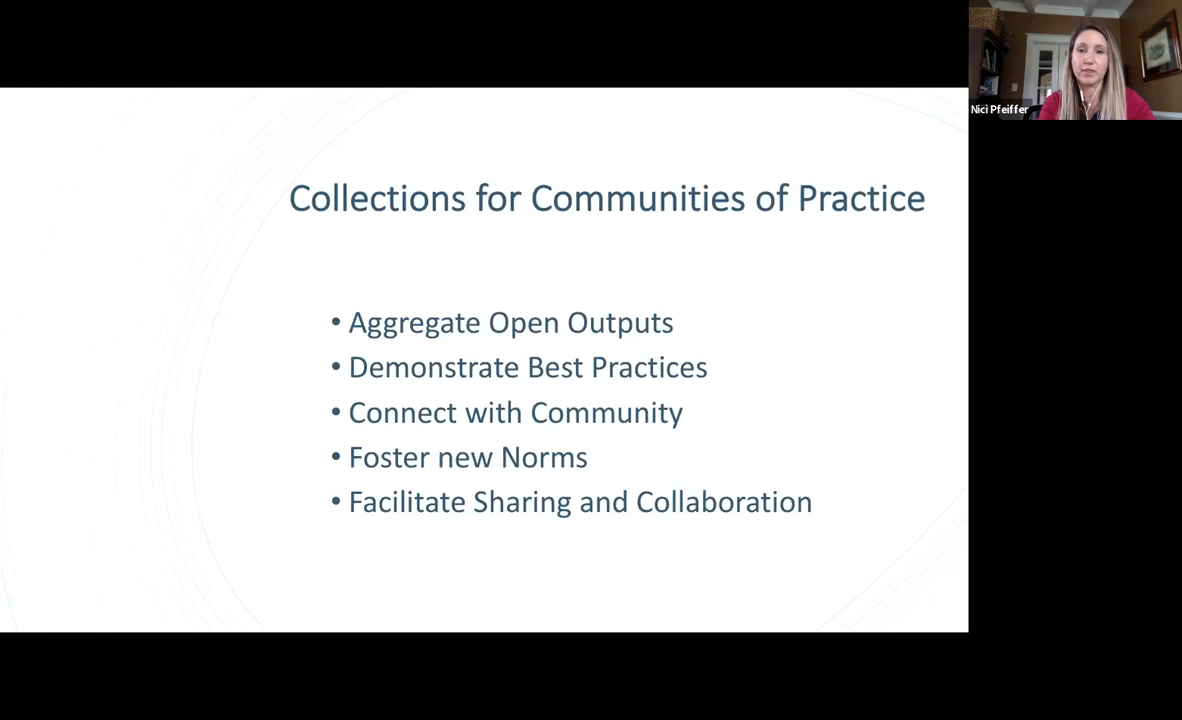 Nici Pfeiffer
Collections for Communities of Practice
• Aggregate Open Outputs
• Demonstrate Best Practices
• Connect with Community
• Foster new Norms
• Facilitate Sharing and Collaboration